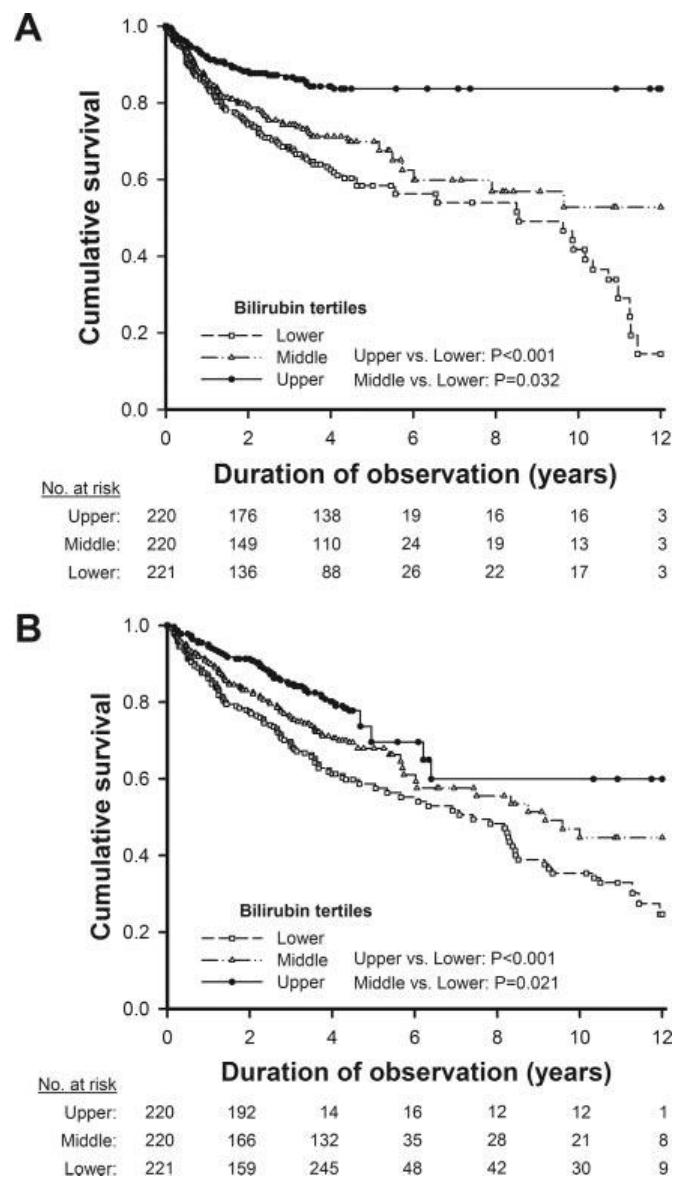 A
Cumulative survival
1.0
0.8
0.6
0.4
0.2
0.0
Bilirubin tertiles
Lower
Middle Upper vs. Lower: P<0.001
Upper Middle vs. Lower: P=0.032
0 2 4 6 8 10 12
Duration of observation (years)
No. at risk
Upper: 220 176 138 19 16 16 3
Middle: 220 149 110 24 19 13 3
Lower: 221 136 88 26 22 17 3
B
Cumulative survival
1.0
0.8
0.6
0.4
0.2
0.0
Bilirubin tertiles
Lower
Middle Upper vs. Lower: P<0.001
Upper Middle vs. Lower: P=0.021
0 2 4 6 8 10 12
Duration of observation (years)
No. at risk
Upper: 220 192 14 16 12 12 1
Middle: 220 166 132 35 28 21 8
Lower: 221 159 245 48 42 30 9